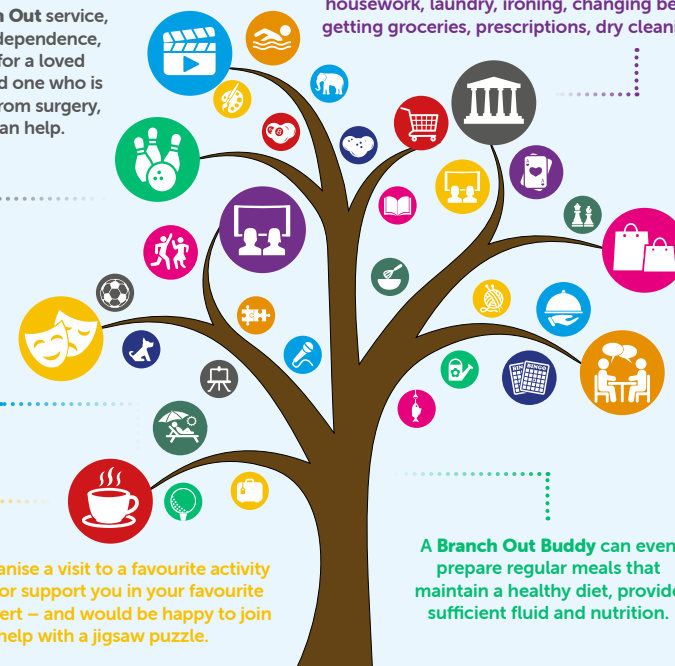 housework, laundry, ironing, changing be
getting groceries, prescriptions, dry cleani
h Out service,
dependence,
for a loved
d one who is
rom surgery,
an help.
BINGO
BINGO
anise a visit to a favourite activity
or support you in your favourite
ert – and would be happy to join
help with a jigsaw puzzle.
A Branch Out Buddy can even
prepare regular meals that
maintain a healthy diet, provide
sufficient fluid and nutrition.